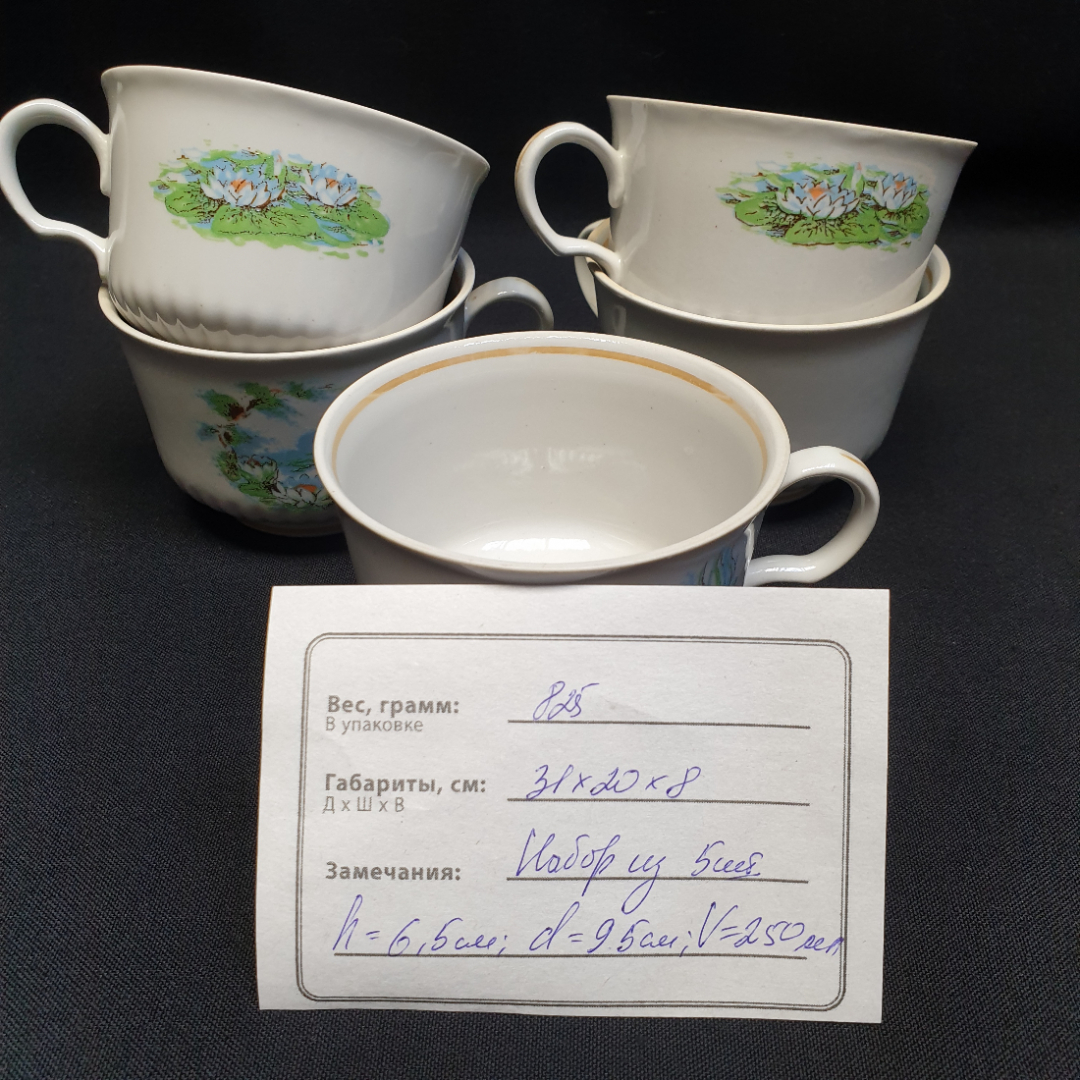 Вес, грамм: 825
В упаковке
Габариты, см: 31 x 20 x 8
Д x Ш x В
Замечания: Набор из 5шт
h = 6,5см; d = 9.5см; V=250мл